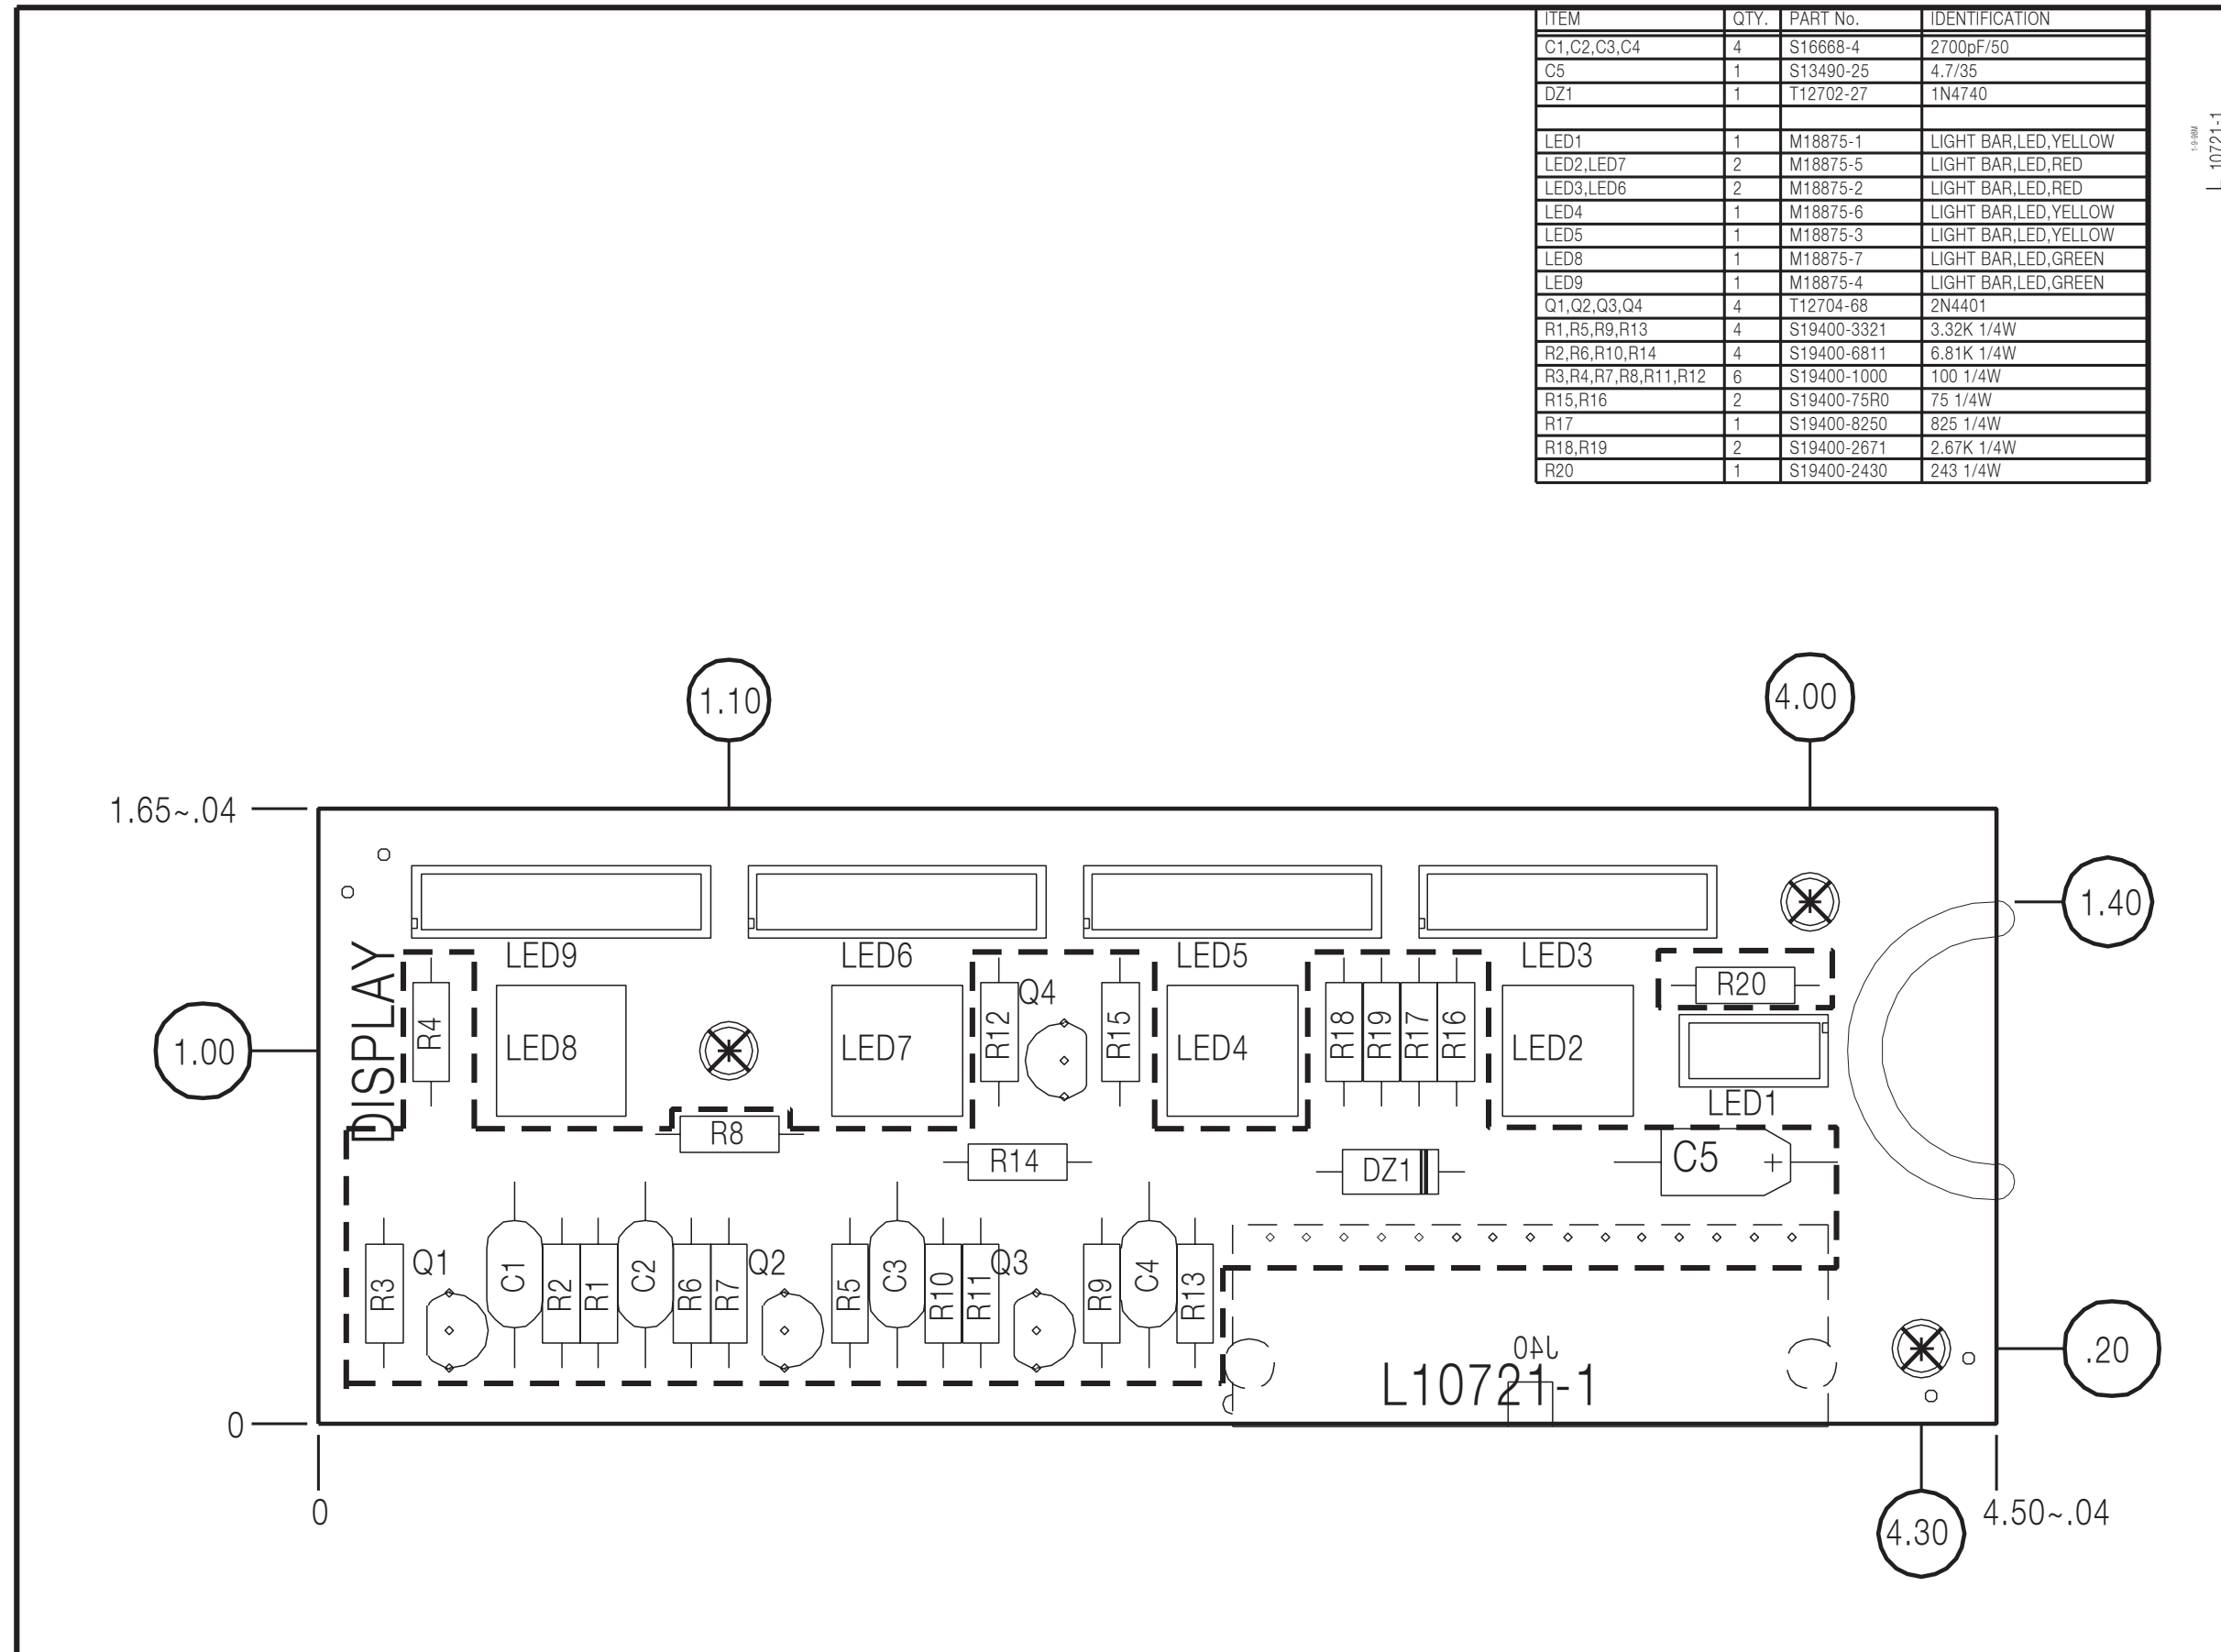 ITEM QTY. PART No. IDENTIFICATION
C1,C2,C3,C4 4 S16668-4 2700pF/50
C5 1 S13490-25 4.7/35
DZ1 1 T12702-27 1N4740
LED1 1 M18875-1 LIGHT BAR,LED,YELLOW
LED2,LED7 2 M18875-5 LIGHT BAR,LED,RED
LED3,LED6 2 M18875-2 LIGHT BAR,LED,RED
LED4 1 M18875-6 LIGHT BAR,LED,YELLOW
LED5 1 M18875-3 LIGHT BAR,LED,YELLOW
LED8 1 M18875-7 LIGHT BAR,LED,GREEN
LED9 1 M18875-4 LIGHT BAR,LED,GREEN
Q1,Q2,Q3,Q4 4 T12704-68 2N4401
R1,R5,R9,R13 4 S19400-3321 3.32K 1/4W
R2,R6,R10,R14 4 S19400-6811 6.81K 1/4W
R3,R4,R7,R8,R11,R12 6 S19400-1000 100 1/4W
R15,R16 2 S19400-75R0 75 1/4W
R17 1 S19400-8250 825 1/4W
R18,R19 2 S19400-2671 2.67K 1/4W
R20 1 S19400-2430 243 1/4W
1-9-98M
L 10721-1
1.10
4.00
1.65~.04
1.40
1.00
DISPLAY
LED9
LED6
LED5
LED3
R4
LED8
LED7
R12
Q4
R15
LED4
R18
R19
R17
R16
LED2
R20
LED1
R8
R14
DZ1
C5 +
R3
Q1
C1
R2
R1
C2
R6
R7
Q2
R5
C3
R10
R11
Q3
R9
C4
R13
J40
L10721-1
.20
0
0
4.30
4.50~.04